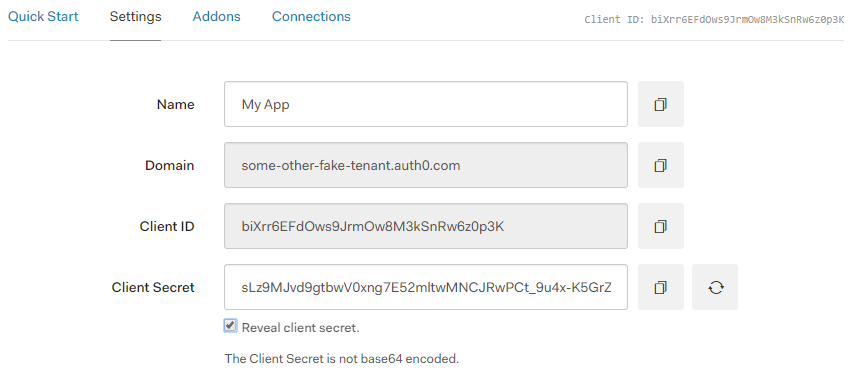 Quick Start Settings Addons Connections Client ID: biXrr6EFdOws9JrmOw8M3kSnRw6z0p3K
Name My App
Domain some-other-fake-tenant.auth0.com
Client ID biXrr6EFdOws9JrmOw8M3kSnRw6z0p3K
Client Secret sLz9MJvd9gtbwV0xng7E52mltwMNCJRwPCt_9u4x-K5GrZ
Reveal client secret.
The Client Secret is not base64 encoded.